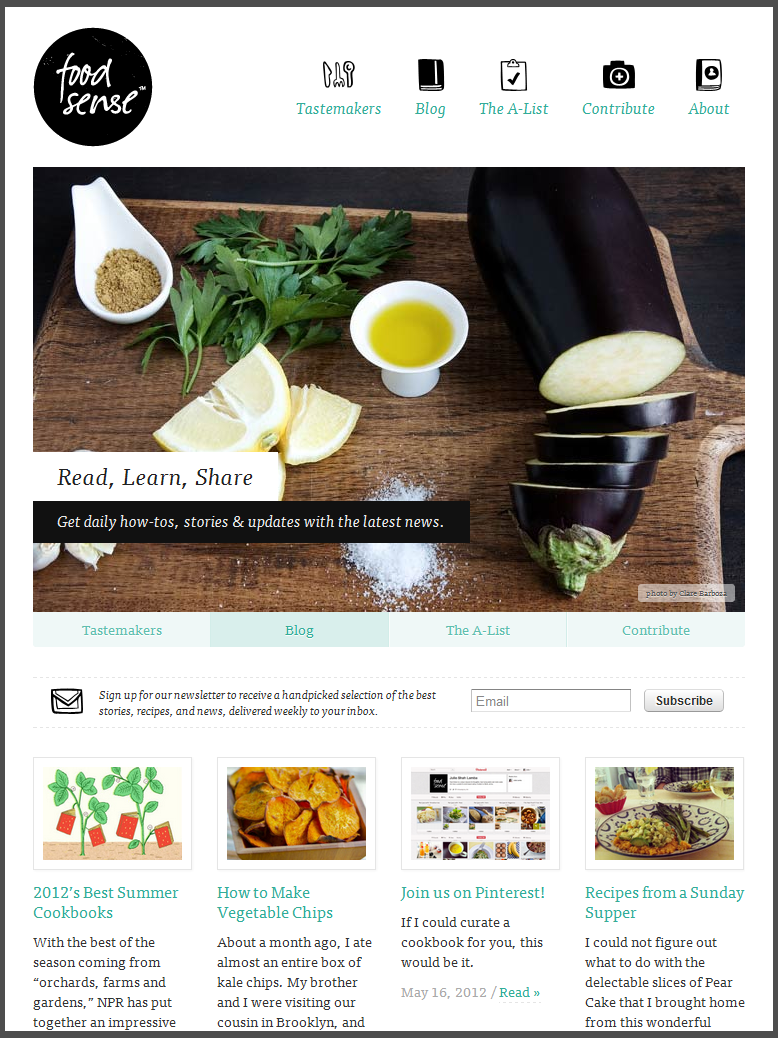 food
sense™
Tastemakers
Blog
The A-List
Contribute
About
Read, Learn, Share
Get daily how-tos, stories & updates with the latest news.
photo by Clare Barboza
Tastemakers
Blog
The A-List
Contribute
Sign up for our newsletter to receive a handpicked selection of the best
stories, recipes, and news, delivered weekly to your inbox.
Email
Subscribe
2012's Best Summer
Cookbooks
With the best of the
season coming from
“orchards, farms and
gardens,” NPR has put
together an impressive
How to Make
Vegetable Chips
About a month ago, I ate
almost an entire box of
kale chips. My brother
and I were visiting our
cousin in Brooklyn, and
food
sense
Join us on Pinterest!
If I could curate a
cookbook for you, this
would be it.
May 16, 2012 / Read »
Recipes from a Sunday
Supper
I could not figure out
what to do with the
delectable slices of Pear
Cake that I brought home
from this wonderful